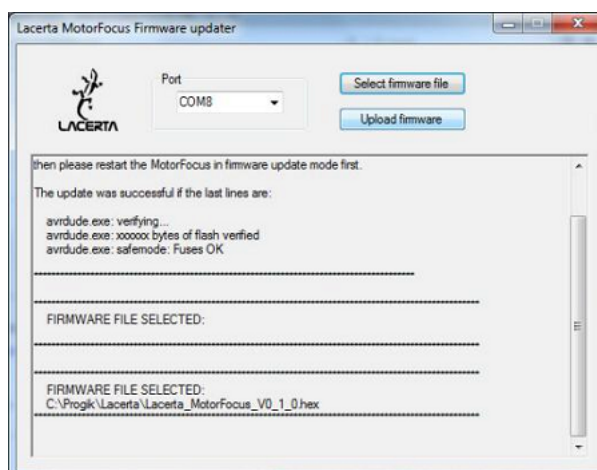 Lacerta MotorFocus Firmware updater
Port
COM8
Select firmware file
Upload firmware
LACERTA
then please restart the MotorFocus in firmware update mode first.
The update was successful if the last lines are:
avrdude.exe: verifying...
avrdude.exe: xxxxxx bytes of flash verified
avrdude.exe: safemode: Fuses OK
FIRMWARE FILE SELECTED:
FIRMWARE FILE SELECTED:
C:\Progik\Lacerta\Lacerta_MotorFocus_V0_1_0.hex